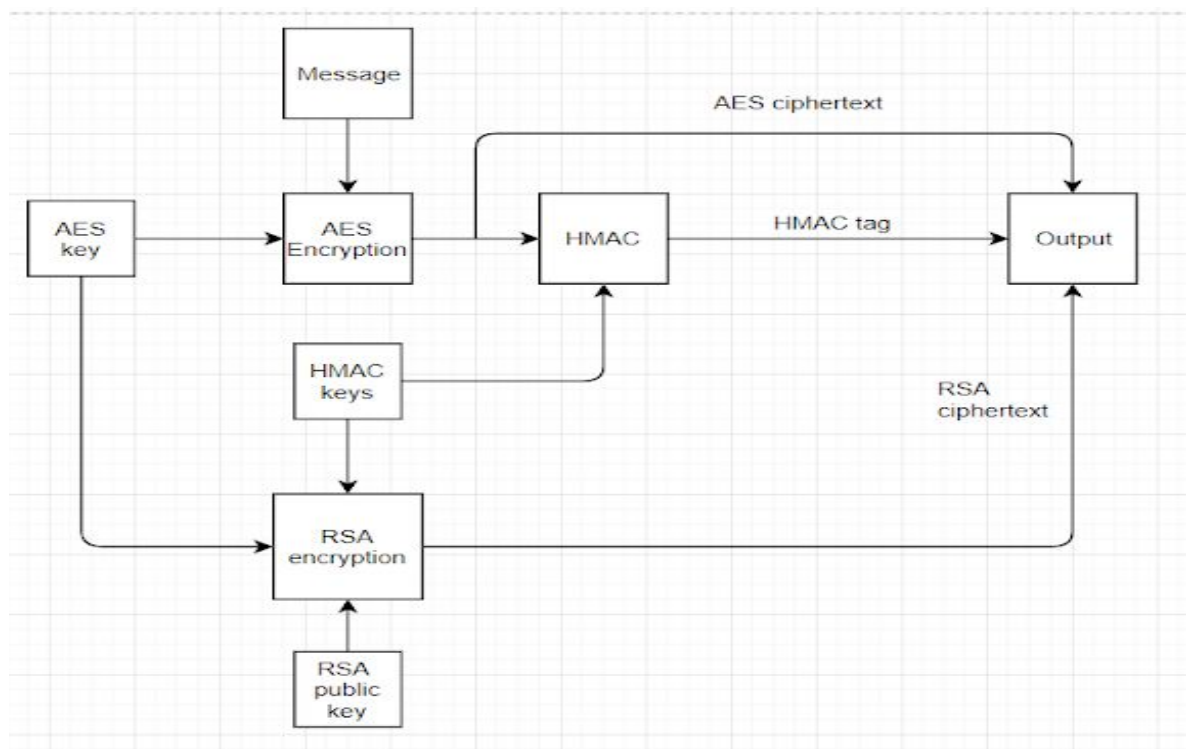 Message
AES ciphertext
AES
key
AES
Encryption
HMAC
HMAC tag
Output
HMAC
keys
RSA
ciphertext
RSA
encryption
RSA
public
key